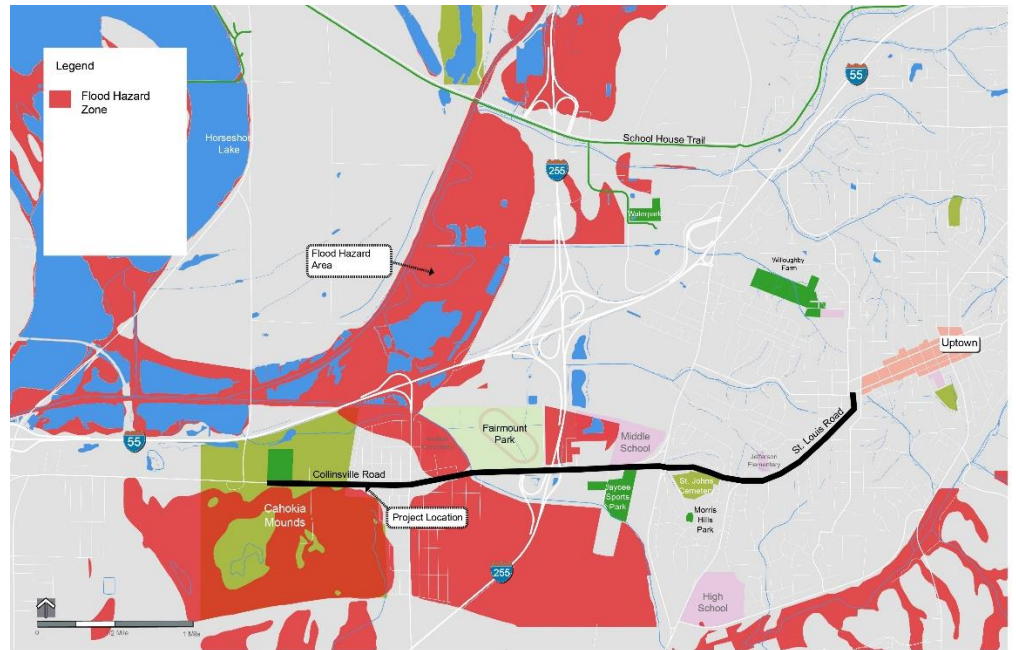 Legend
Flood Hazard
Zone
55
School House Trail
Horseshoe
Lake
255
Waterpark
Flood Hazard
Area
Willoughby
Farm
Uptown
St. Louis Road
Fairmount
Park
Middle
School
55
Jefferson
Elementary
Collinsville Road
St. Johns
Cemetery
Jaycee
Sports
Park
Cahokia
Mounds
Project Location
Morris
Hills
Park
255
High
School
0
1 Mile